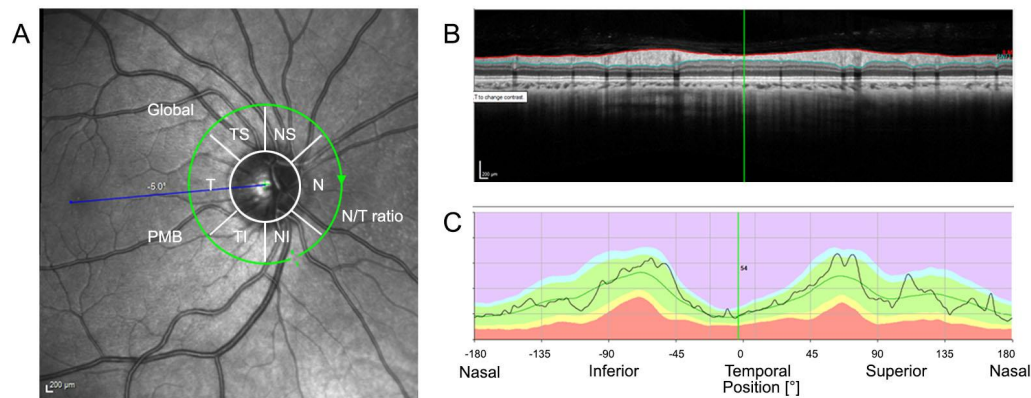 A
Global
TS
NS
T
N
-5.0°
N/T ratio
PMB
TI
NI
200 µm
B
T to change contrast.
200 µm
C
54
-180
-135
-90
-45
0
45
90
135
180
Nasal
Inferior
Temporal
Superior
Nasal
Position [°]